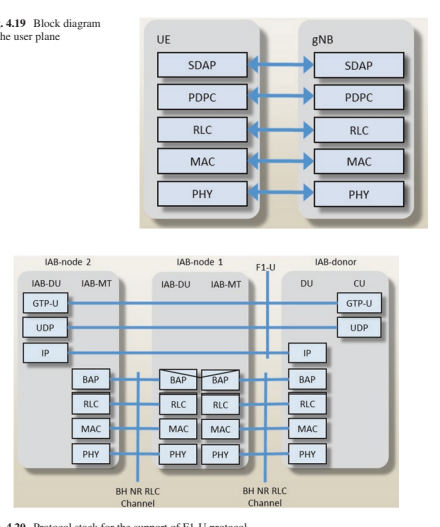 g. 4.19 Block diagram
he user plane
UE
gNB
SDAP
SDAP
PDPC
PDPC
RLC
RLC
MAC
MAC
PHY
PHY
IAB-node 2
IAB-node 1
F1-U
IAB-donor
IAB-DU IAB-MT
IAB-DU IAB-MT
DU CU
GTP-U
GTP-U
UDP
UDP
IP
IP
BAP
BAP
BAP
BAP
RLC
RLC
RLC
RLC
MAC
MAC
MAC
MAC
PHY
PHY
PHY
PHY
BH NR RLC
Channel
BH NR RLC
Channel
4.20 Protocol stack for the support of F1-U protocol